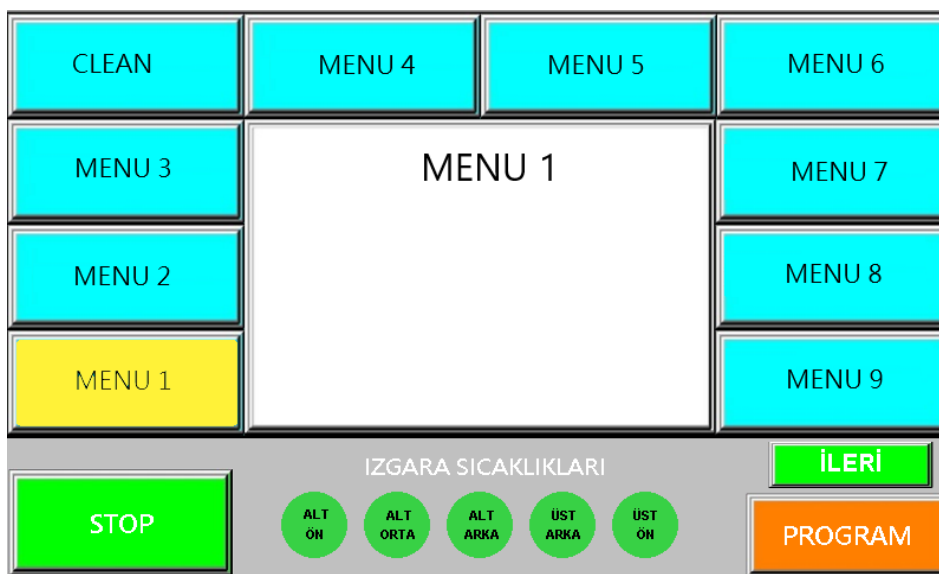 CLEAN
MENU 4
MENU 5
MENU 6
MENU 3
MENU 1
MENU 7
MENU 2
MENU 8
MENU 1
MENU 9
IZGARA SICAKLIKLARI
İLERİ
STOP
ALT
ÖN
ALT
ORTA
ALT
ARKA
ÜST
ARKA
ÜST
ÖN
PROGRAM